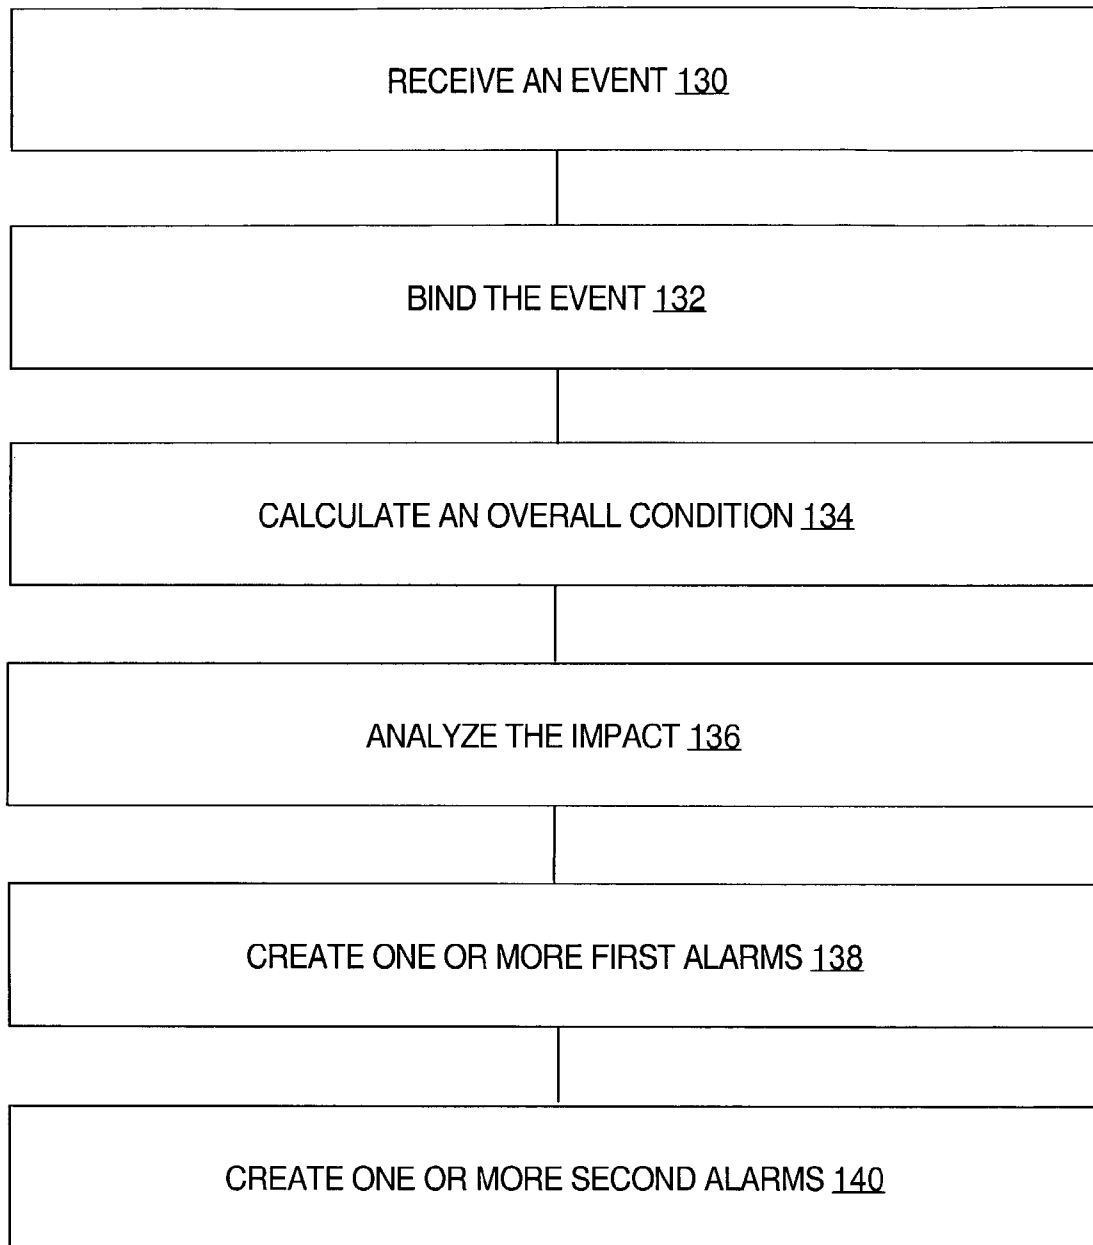 RECEIVE AN EVENT 130
BIND THE EVENT 132
CALCULATE AN OVERALL CONDITION 134
ANALYZE THE IMPACT 136
CREATE ONE OR MORE FIRST ALARMS 138
CREATE ONE OR MORE SECOND ALARMS 140